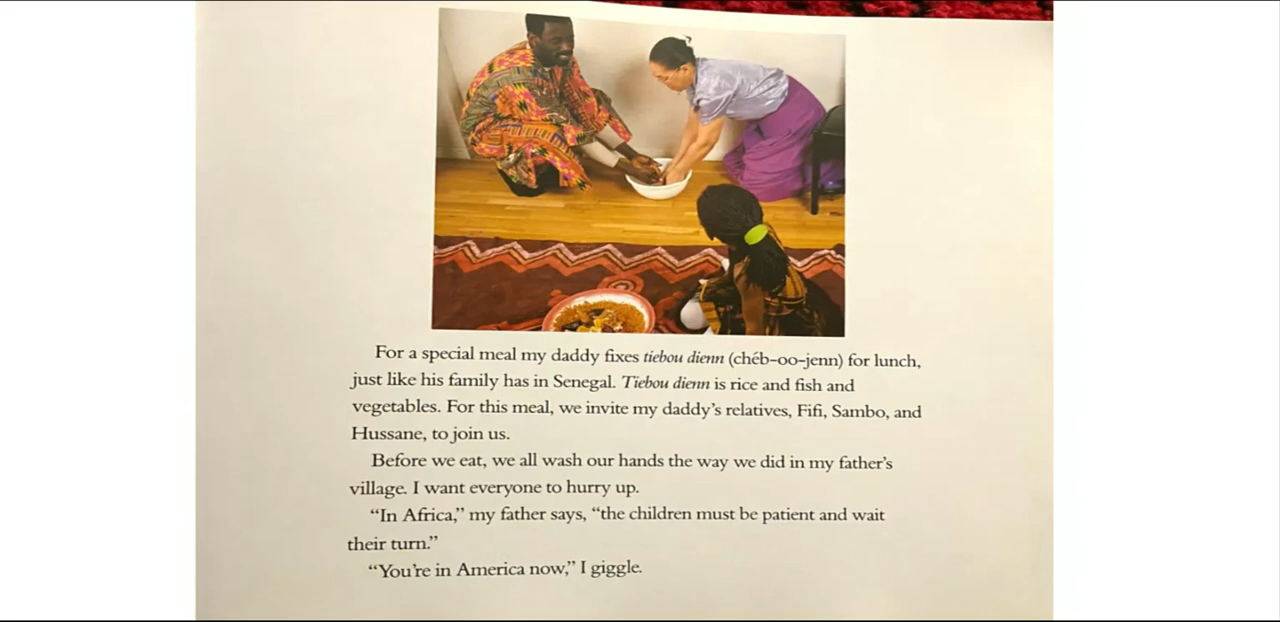 For a special meal my daddy fixes tiebou dienn (chéb-oo-jenn) for lunch,
just like his family has in Senegal. Tiebou dienn is rice and fish and
vegetables. For this meal, we invite my daddy’s relatives, Fifi, Sambo, and
Hussane, to join us.
Before we eat, we all wash our hands the way we did in my father’s
village. I want everyone to hurry up.
“In Africa,” my father says, “the children must be patient and wait
their turn.”
“You’re in America now,” I giggle.